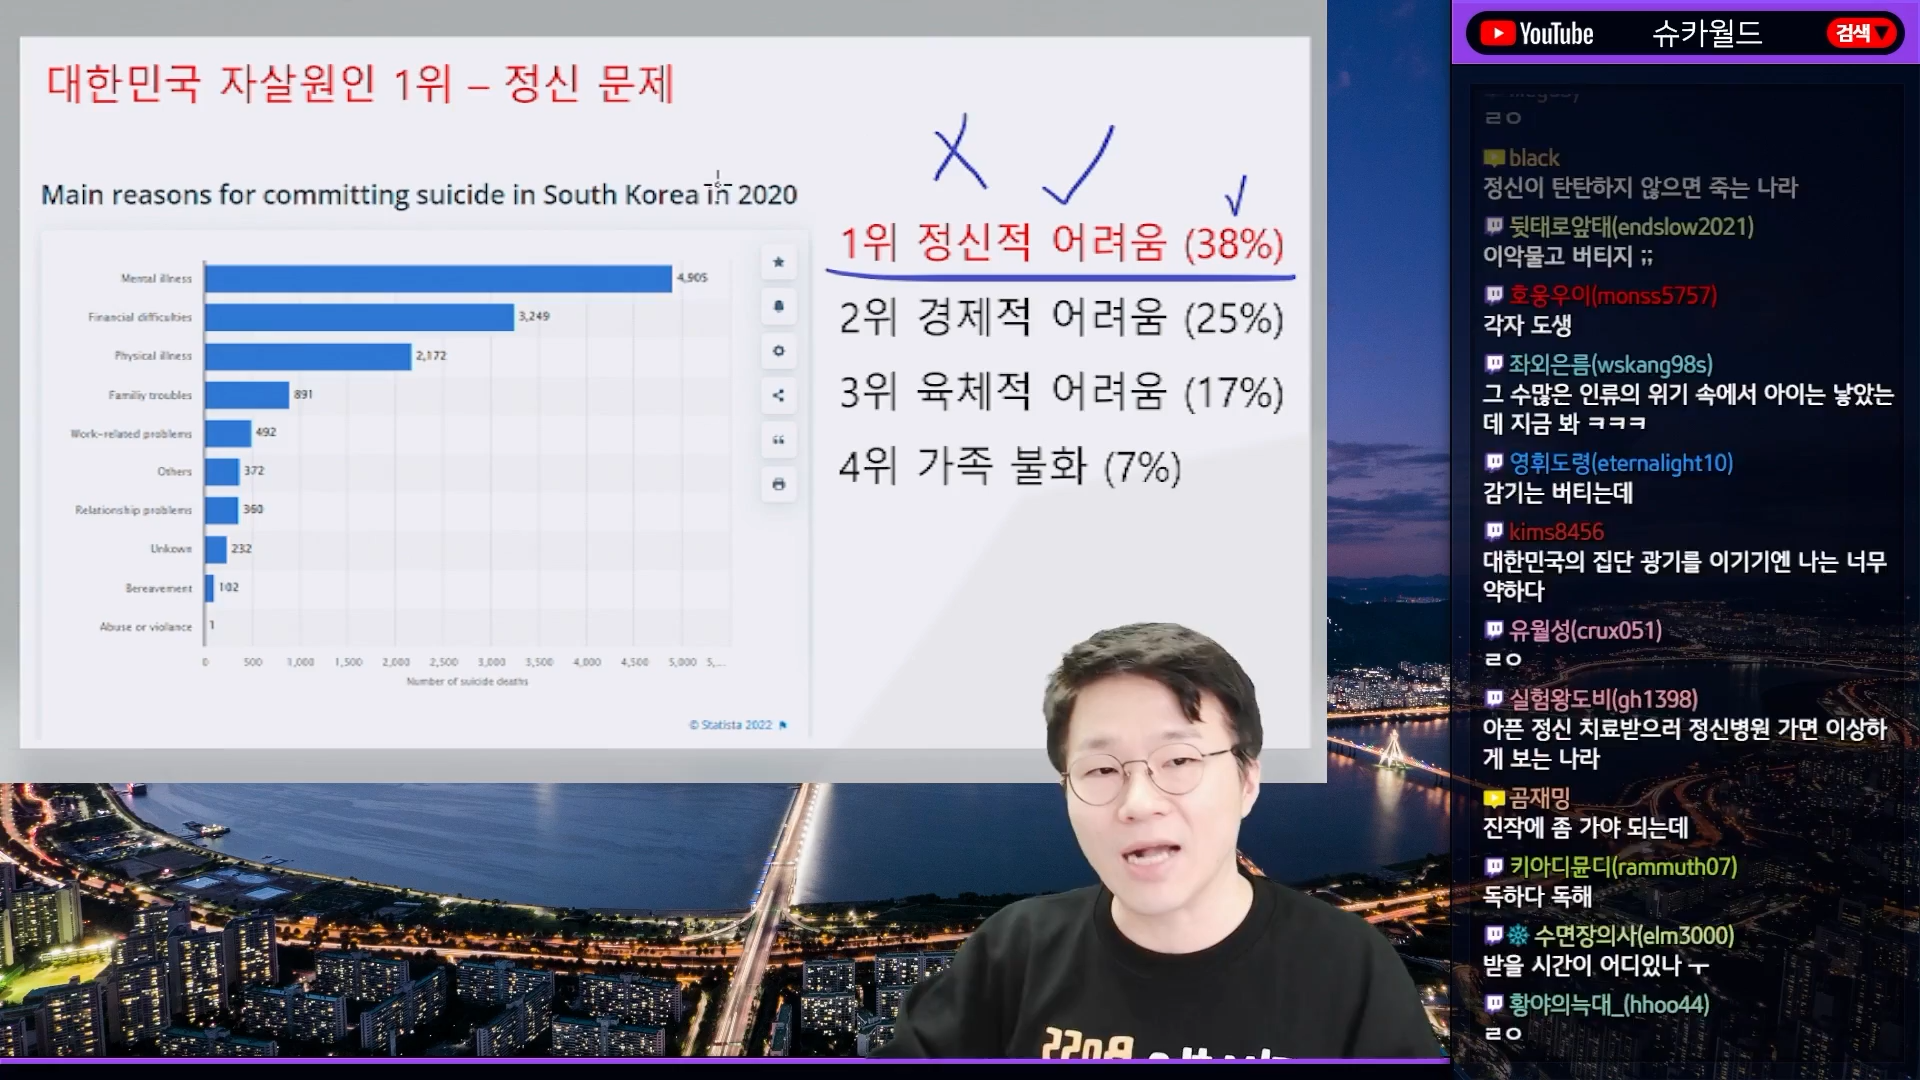 대한민국 자살원인 1위 – 정신 문제
Main reasons for committing suicide in South Korea in 2020
Mental illness
4,905
Financial difficulties
3,249
Physical illness
2,172
Familiy troubles
891
Work-related problems
492
Others
372
Relationship problems
360
Unkown
232
Bereavement
102
Abuse or violance
1
0 500 1,000 1,500 2,000 2,500 3,000 3,500 4,000 4,500 5,000 5,...
Number of suicide deaths
© Statista 2022
1위 정신적 어려움 (38%)
2위 경제적 어려움 (25%)
3위 육체적 어려움 (17%)
4위 가족 불화 (7%)
YouTube 슈카월드 검색
ㄹㅇ
black
정신이 탄탄하지 않으면 죽는 나라
뒷태로앞태(endslow2021)
이악물고 버티지 ;;
호웅우이(monss5757)
각자 도생
좌외은름(wskang98s)
그 수많은 인류의 위기 속에서 아이는 낳았는
데 지금 봐 ㅋㅋㅋ
영휘도령(eternalight10)
감기는 버티는데
kims8456
대한민국의 집단 광기를 이기기엔 나는 너무
약하다
유월성(crux051)
ㄹㅇ
실험왕도비(gh1398)
아픈 정신 치료받으러 정신병원 가면 이상하
게 보는 나라
곰재밍
진작에 좀 가야 되는데
키아디뮨디(rammuth07)
독하다 독해
수면장의사(elm3000)
받을 시간이 어디있나 ㅜ
황야의늑대_(hhoo44)
ㄹㅇ